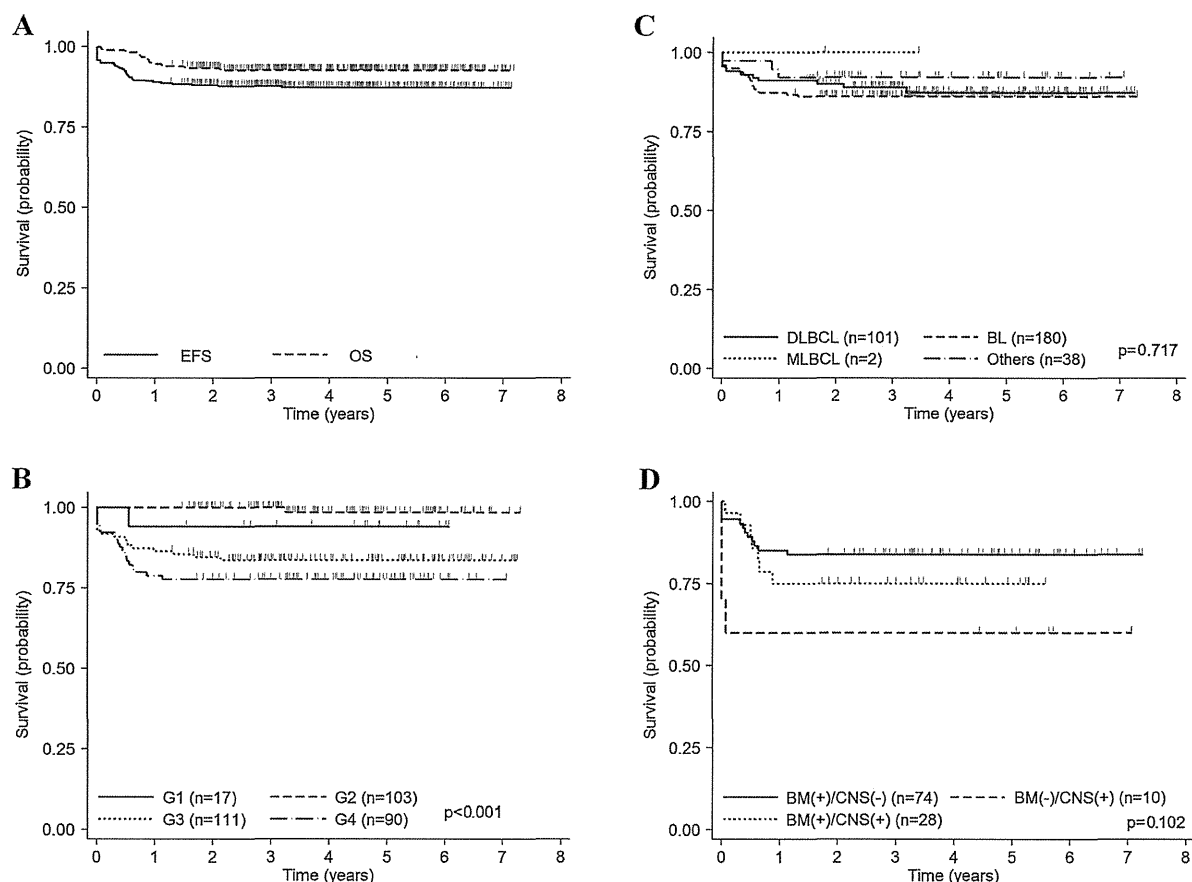 A
1.00
0.75
0.50
0.25
0.00
Survival (probability)
EFS OS
0 1 2 3 4 5 6 7 8
Time (years)
B
1.00
0.75
0.50
0.25
0.00
Survival (probability)
G1 (n=17) G2 (n=103)
G3 (n=111) G4 (n=90)
p<0.001
0 1 2 3 4 5 6 7 8
Time (years)
C
1.00
0.75
0.50
0.25
0.00
Survival (probability)
DLBCL (n=101) BL (n=180)
MLBCL (n=2) Others (n=38)
p=0.717
0 1 2 3 4 5 6 7 8
Time (years)
D
1.00
0.75
0.50
0.25
0.00
Survival (probability)
BM(+)/CNS(-) (n=74) BM(-)/CNS(+) (n=10)
BM(+)/CNS(+) (n=28)
p=0.102
0 1 2 3 4 5 6 7 8
Time (years)